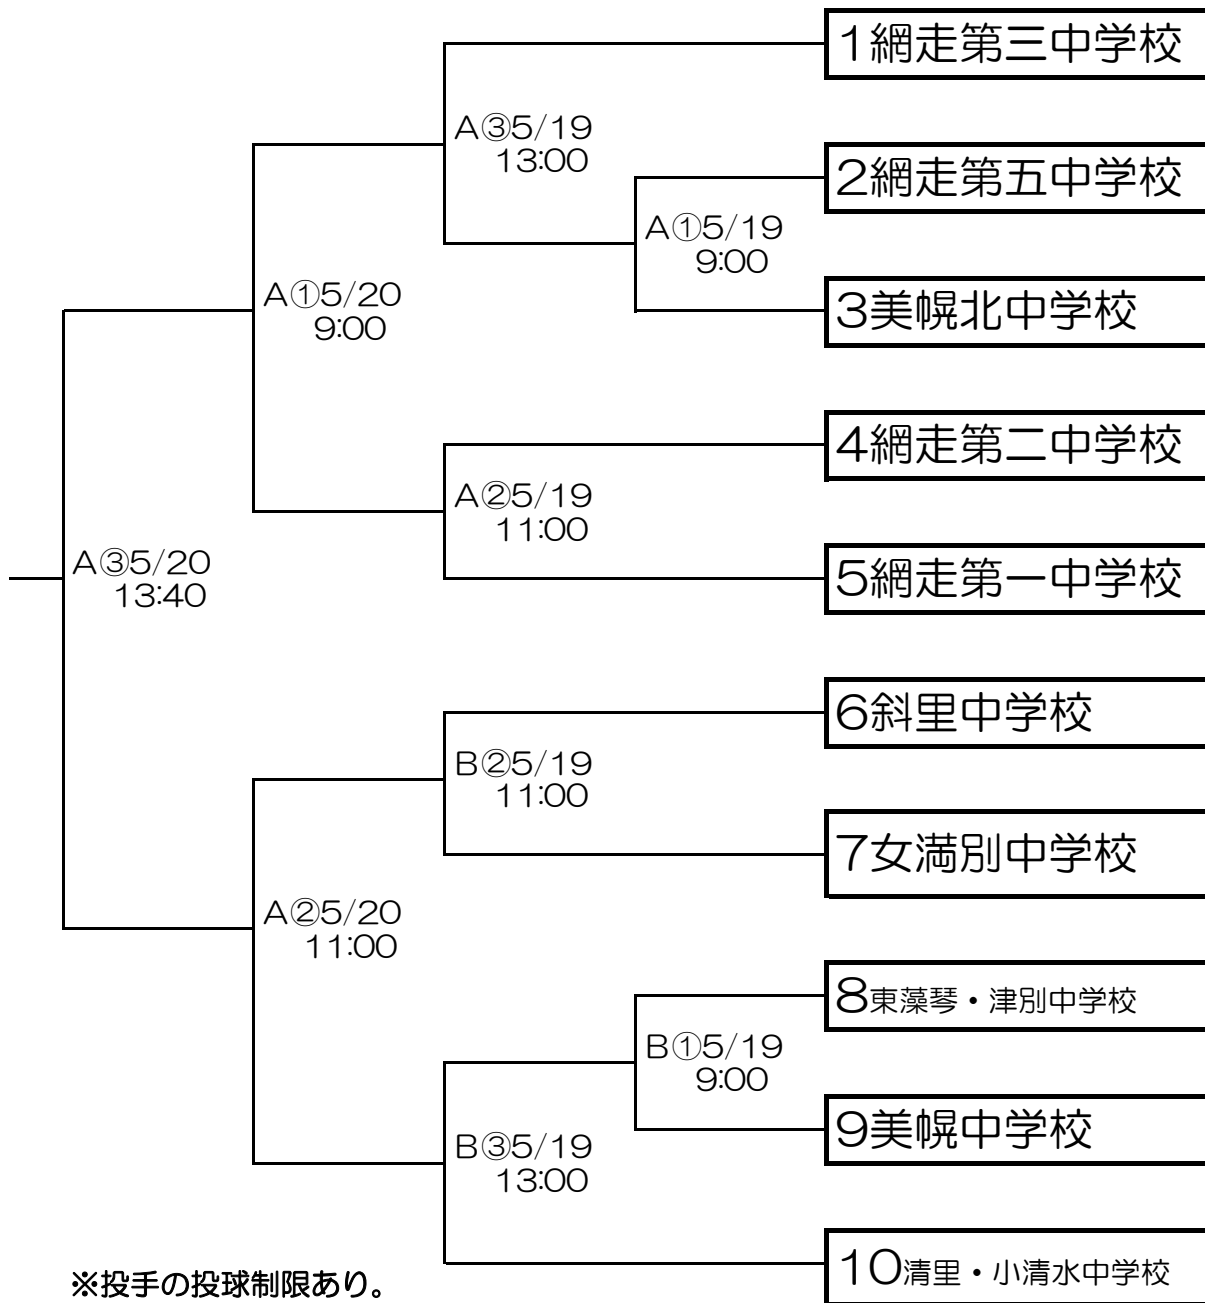 1網走第三中学校
A③5/19
13:00
2網走第五中学校
A①5/19
9:00
A①5/20
9:00
3美幌北中学校
4網走第二中学校
A②5/19
11:00
A③5/20
13:40
5網走第一中学校
6斜里中学校
B②5/19
11:00
7女満別中学校
A②5/20
11:00
8東藻琴・津別中学校
B①5/19
9:00
9美幌中学校
B③5/19
13:00
10清里・小清水中学校
※投手の投球制限あり。